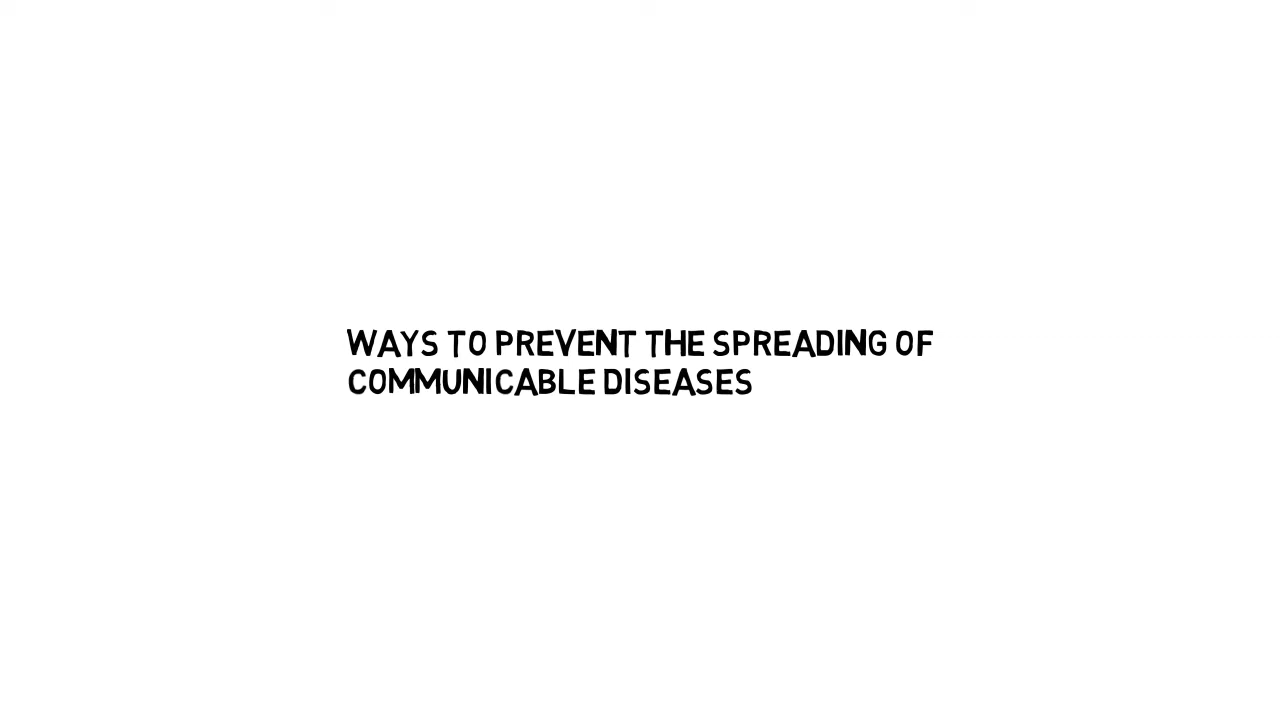 WAYS TO PREVENT THE SPREADING OF
COMMUNICABLE DISEASES